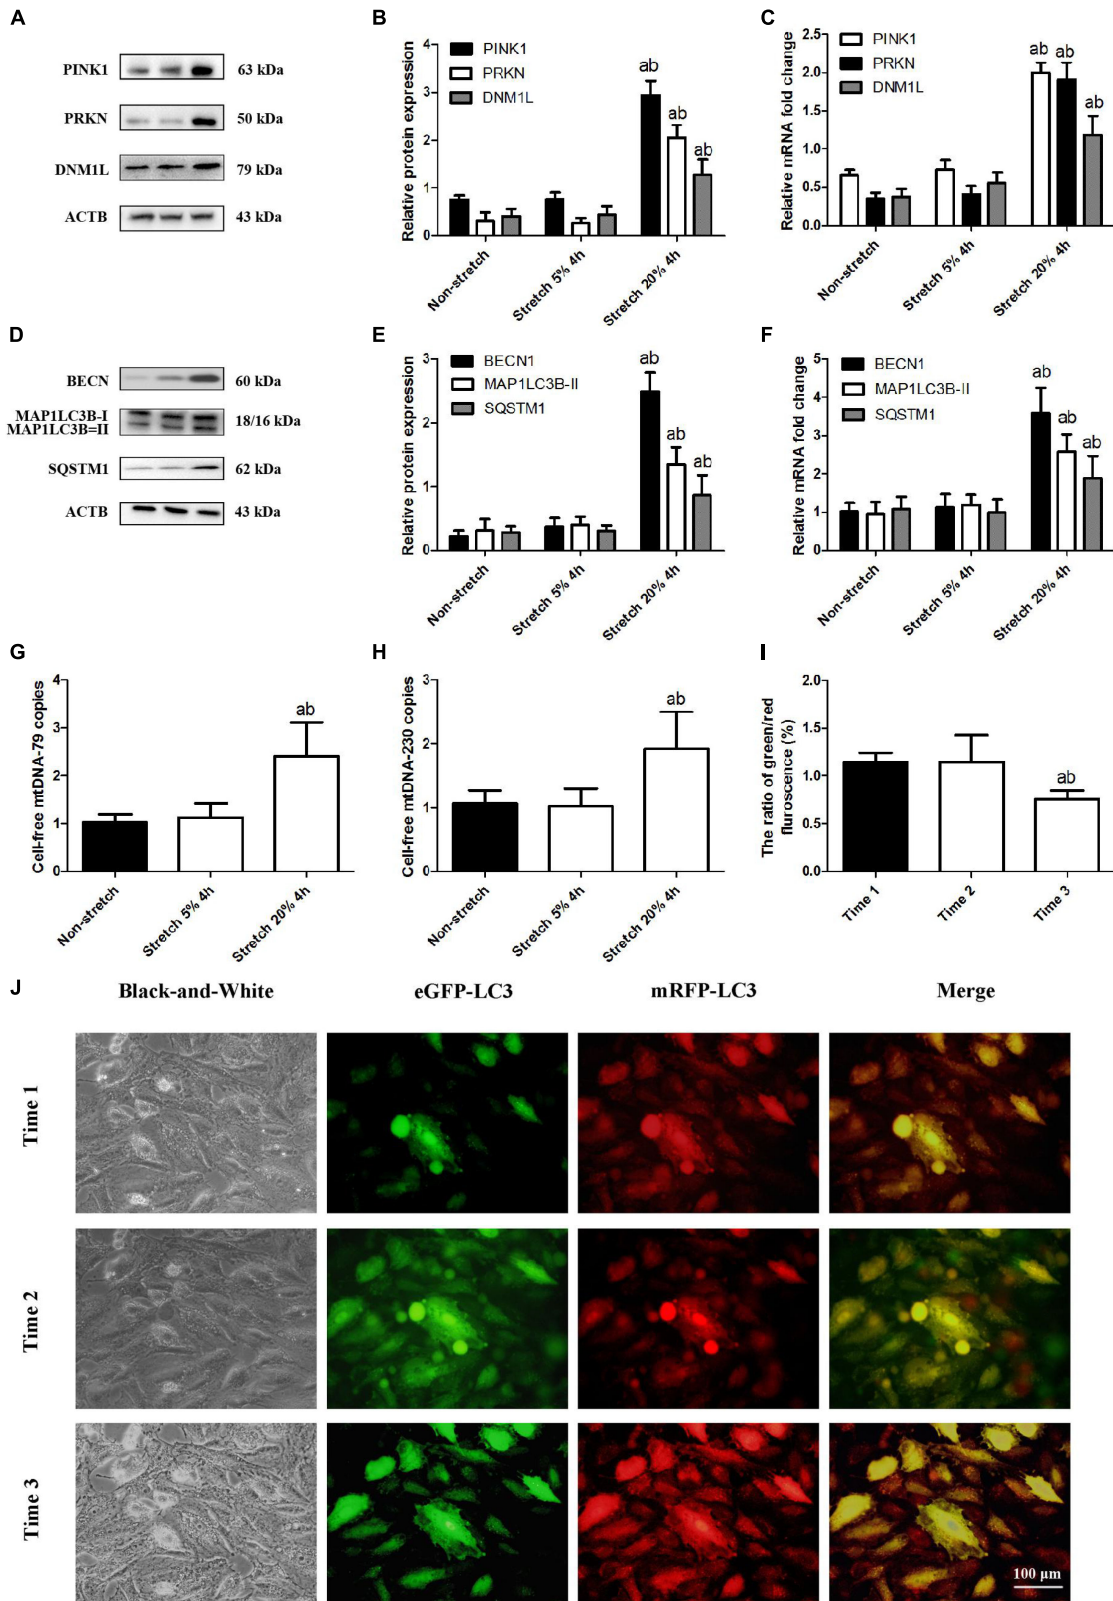 A
PINK1 63 kDa
PRKN 50 kDa
DNM1L 79 kDa
ACTB 43 kDa
B
Relative protein expression
4
3
2
1
0
PINK1
PRKN
DNM1L
ab
ab
ab
Non-stretch
Stretch 5% 4h
Stretch 20% 4h
C
Relative mRNA fold change
2.5
2.0
1.5
1.0
0.5
0.0
PINK1
PRKN
DNM1L
ab
ab
ab
Non-stretch
Stretch 5% 4h
Stretch 20% 4h
D
BECN 60 kDa
MAP1LC3B-I
MAP1LC3B=II
18/16 kDa
SQSTM1 62 kDa
ACTB 43 kDa
E
Relative protein expression
3
2
1
0
BECN1
MAP1LC3B-II
SQSTM1
ab
ab
ab
Non-stretch
Stretch 5% 4h
Stretch 20% 4h
F
Relative mRNA fold change
5
4
3
2
1
0
BECN1
MAP1LC3B-II
SQSTM1
ab
ab
ab
Non-stretch
Stretch 5% 4h
Stretch 20% 4h
G
Cell-free mtDNA-79 copies
4
3
2
1
0
ab
Non-stretch
Stretch 5% 4h
Stretch 20% 4h
H
Cell-free mtDNA-230 copies
3
2
1
0
ab
Non-stretch
Stretch 5% 4h
Stretch 20% 4h
I
The ratio of green/red
fluroscence (%)
2.0
1.5
1.0
0.5
0.0
ab
Time 1
Time 2
Time 3
J
Black-and-White eGFP-LC3 mRFP-LC3 Merge
Time 1
Time 2
Time 3
100 µm